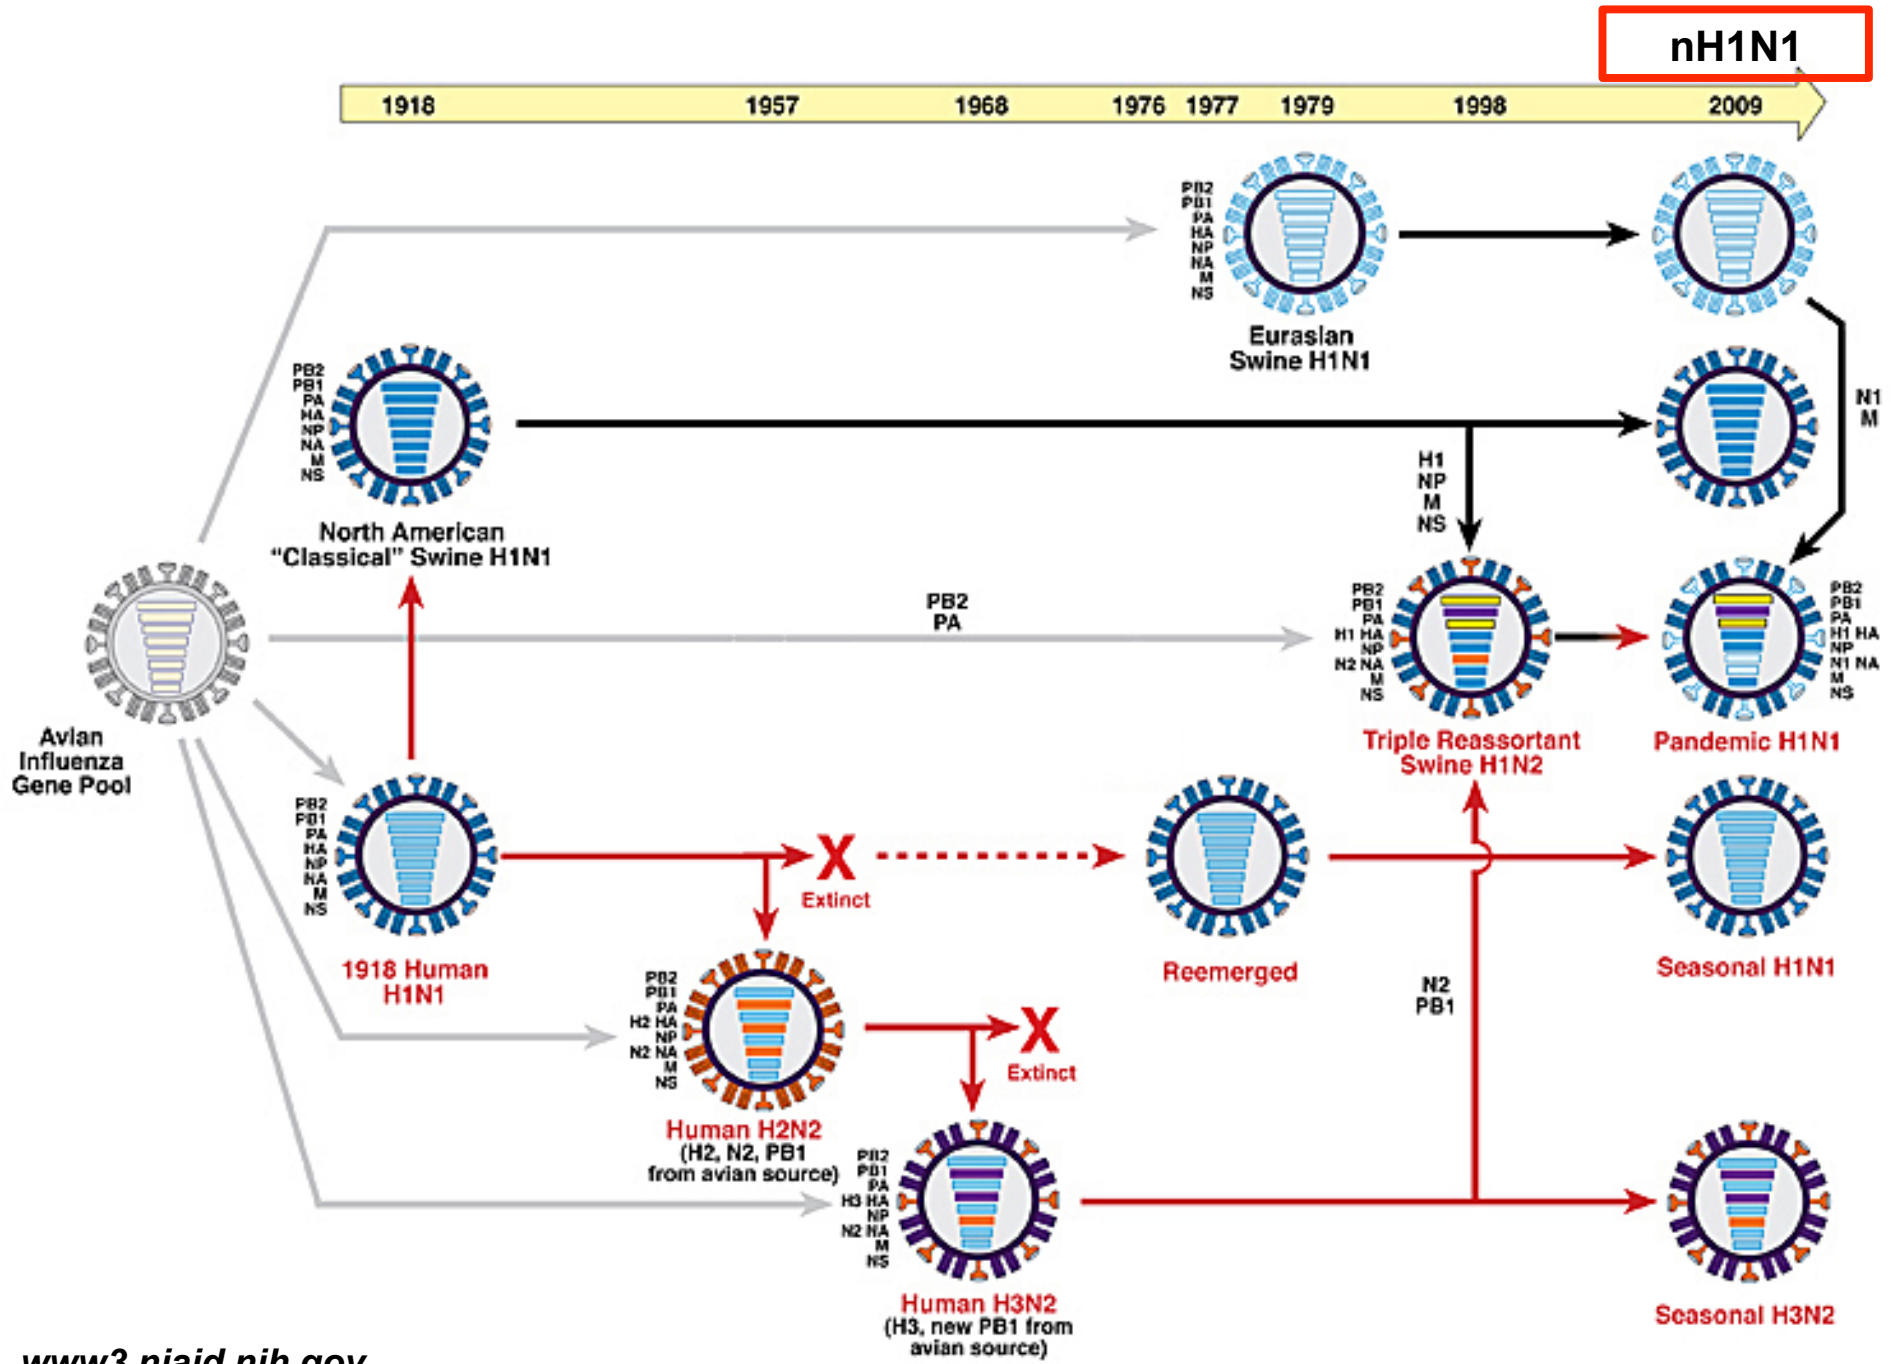 nH1N1
1918 1957 1968 1976 1977 1979 1998 2009
PB2
PB1
PA
HA
NP
NA
M
NS
Eurasian
Swine H1N1
N1
M
PB2
PB1
PA
HA
NP
NA
M
NS
North American
“Classical” Swine H1N1
H1
NP
M
NS
Avian
Influenza
Gene Pool
PB2
PA
PB2
PB1
PA
H1 HA
NP
N2 NA
M
NS
Triple Reassortant
Swine H1N2
PB2
PB1
PA
H1 HA
NP
N1 NA
M
NS
Pandemic H1N1
PB2
PB1
PA
HA
NP
NA
M
NS
1918 Human
H1N1
X
Extinct
Reemerged
Seasonal H1N1
PB2
PB1
PA
H2 HA
NP
N2 NA
M
NS
Human H2N2
(H2, N2, PB1
from avian source)
X
Extinct
N2
PB1
PB2
PB1
PA
H3 HA
NP
N2 NA
M
NS
Human H3N2
(H3, new PB1 from
avian source)
Seasonal H3N2
www3.niaid.nih.gov